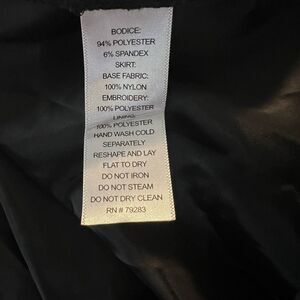 BODICE:
94% POLYESTER
6% SPANDEX
SKIRT:
BASE FABRIC:
100% NYLON
EMBROIDERY:
100% POLYESTER
LINING:
100% POLYESTER
HAND WASH COLD
SEPARATELY
RESHAPE AND LAY
FLAT TO DRY
DO NOT IRON
DO NOT STEAM
DO NOT DRY CLEAN
RN # 79283